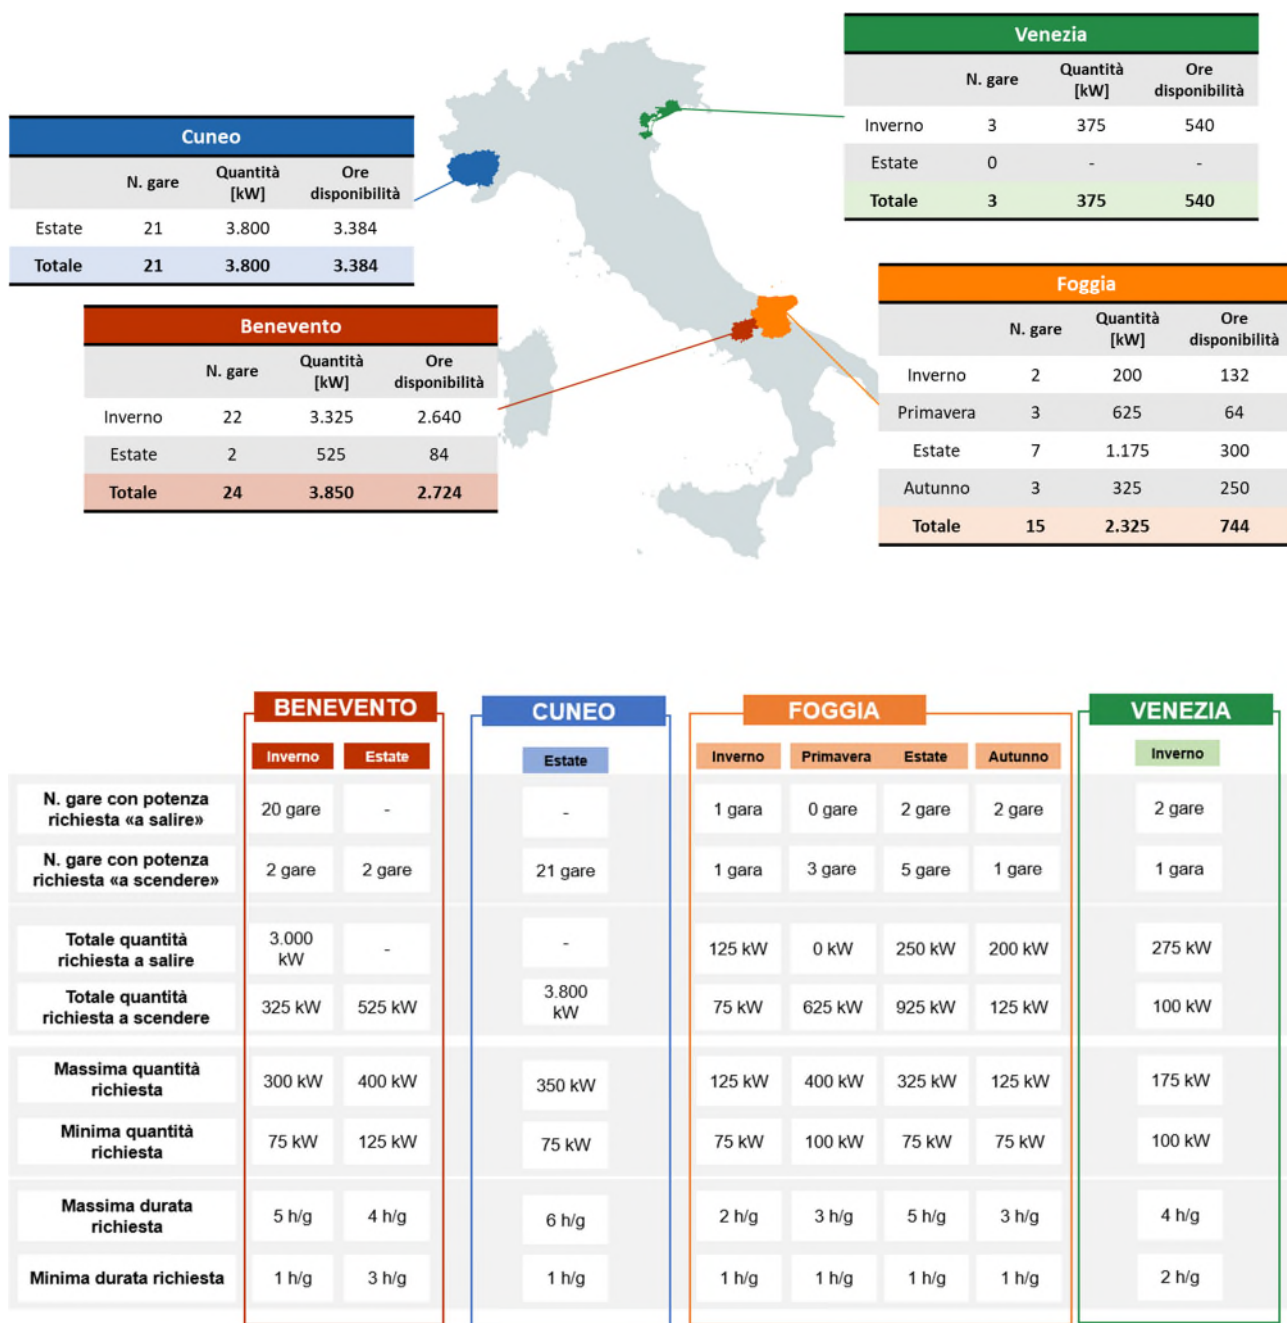 Venezia
N. gare Quantità [kW] Ore disponibilità
Inverno 3 375 540
Estate 0 - -
Totale 3 375 540
Cuneo
N. gare Quantità [kW] Ore disponibilità
Estate 21 3.800 3.384
Totale 21 3.800 3.384
Foggia
N. gare Quantità [kW] Ore disponibilità
Inverno 2 200 132
Primavera 3 625 64
Estate 7 1.175 300
Autunno 3 325 250
Totale 15 2.325 744
Benevento
N. gare Quantità [kW] Ore disponibilità
Inverno 22 3.325 2.640
Estate 2 525 84
Totale 24 3.850 2.724
BENEVENTO CUNEO FOGGIA VENEZIA
Inverno Estate Estate Inverno Primavera Estate Autunno Inverno
N. gare con potenza richiesta «a salire» 20 gare - - 1 gara 0 gare 2 gare 2 gare 2 gare
N. gare con potenza richiesta «a scendere» 2 gare 2 gare 21 gare 1 gara 3 gare 5 gare 1 gare 1 gara
Totale quantità richiesta a salire 3.000 kW - - 125 kW 0 kW 250 kW 200 kW 275 kW
Totale quantità richiesta a scendere 325 kW 525 kW 3.800 kW 75 kW 625 kW 925 kW 125 kW 100 kW
Massima quantità richiesta 300 kW 400 kW 350 kW 125 kW 400 kW 325 kW 125 kW 175 kW
Minima quantità richiesta 75 kW 125 kW 75 kW 75 kW 100 kW 75 kW 75 kW 100 kW
Massima durata richiesta 5 h/g 4 h/g 6 h/g 2 h/g 3 h/g 5 h/g 3 h/g 4 h/g
Minima durata richiesta 1 h/g 3 h/g 1 h/g 1 h/g 1 h/g 1 h/g 1 h/g 2 h/g